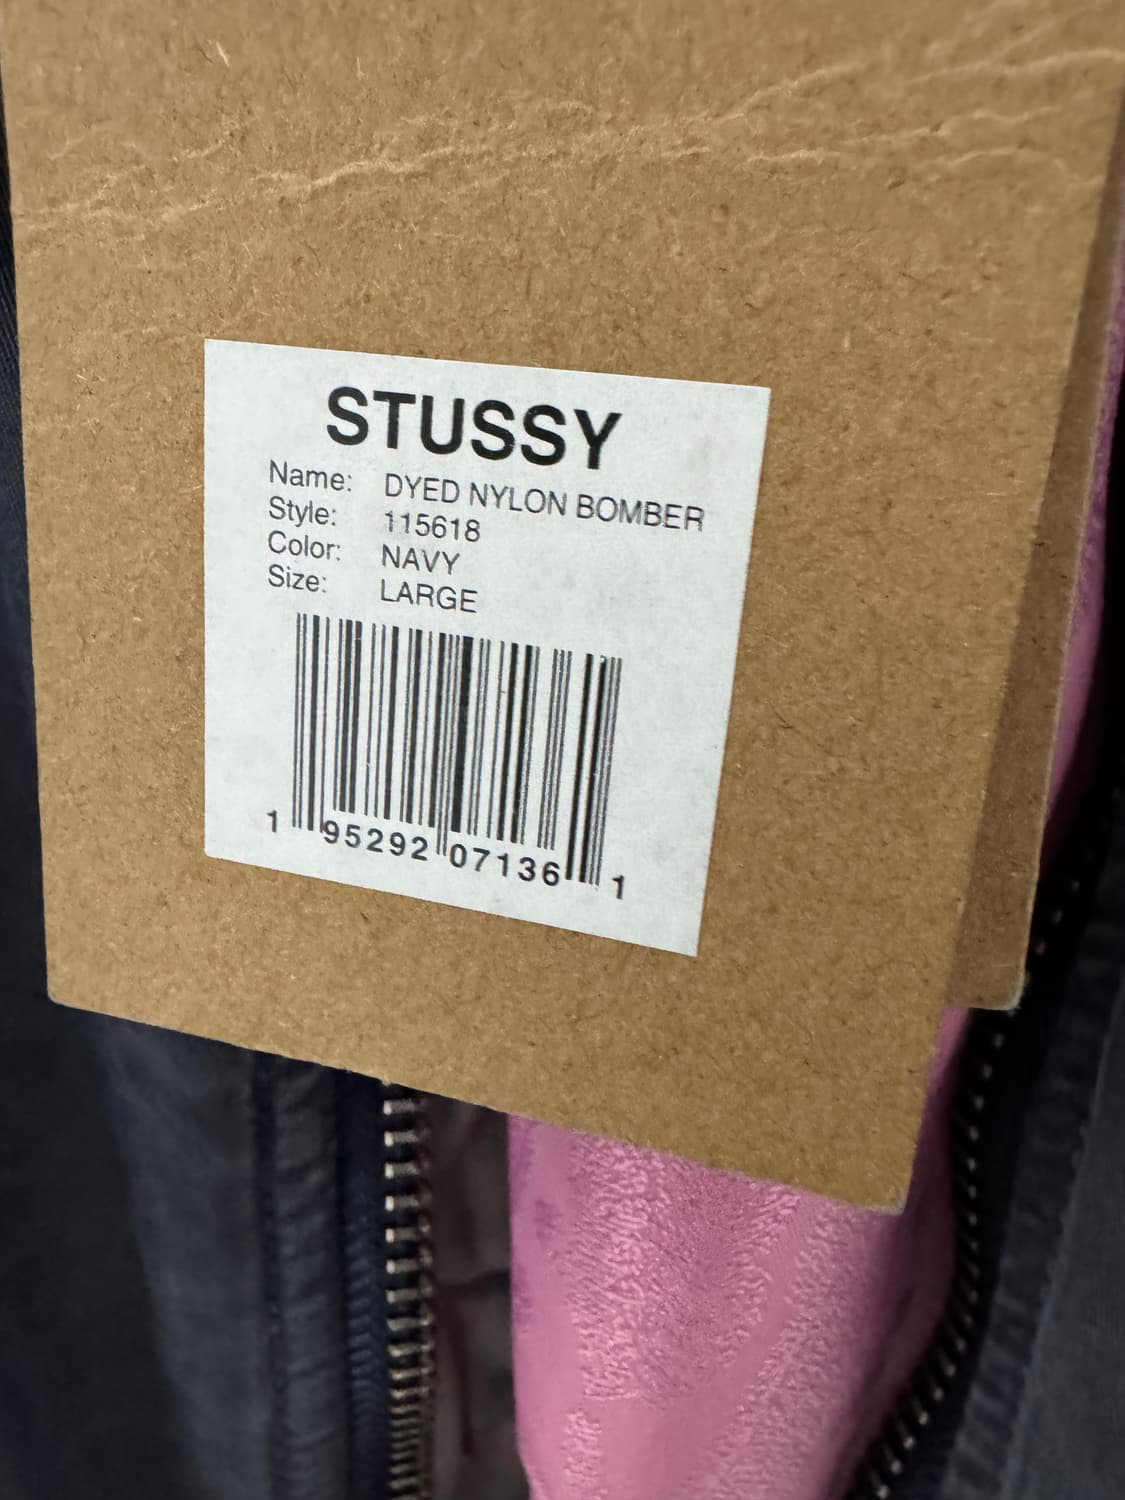 STUSSY
Name: DYED NYLON BOMBER
Style: 115618
Color: NAVY
Size: LARGE
1 95292 07136 1